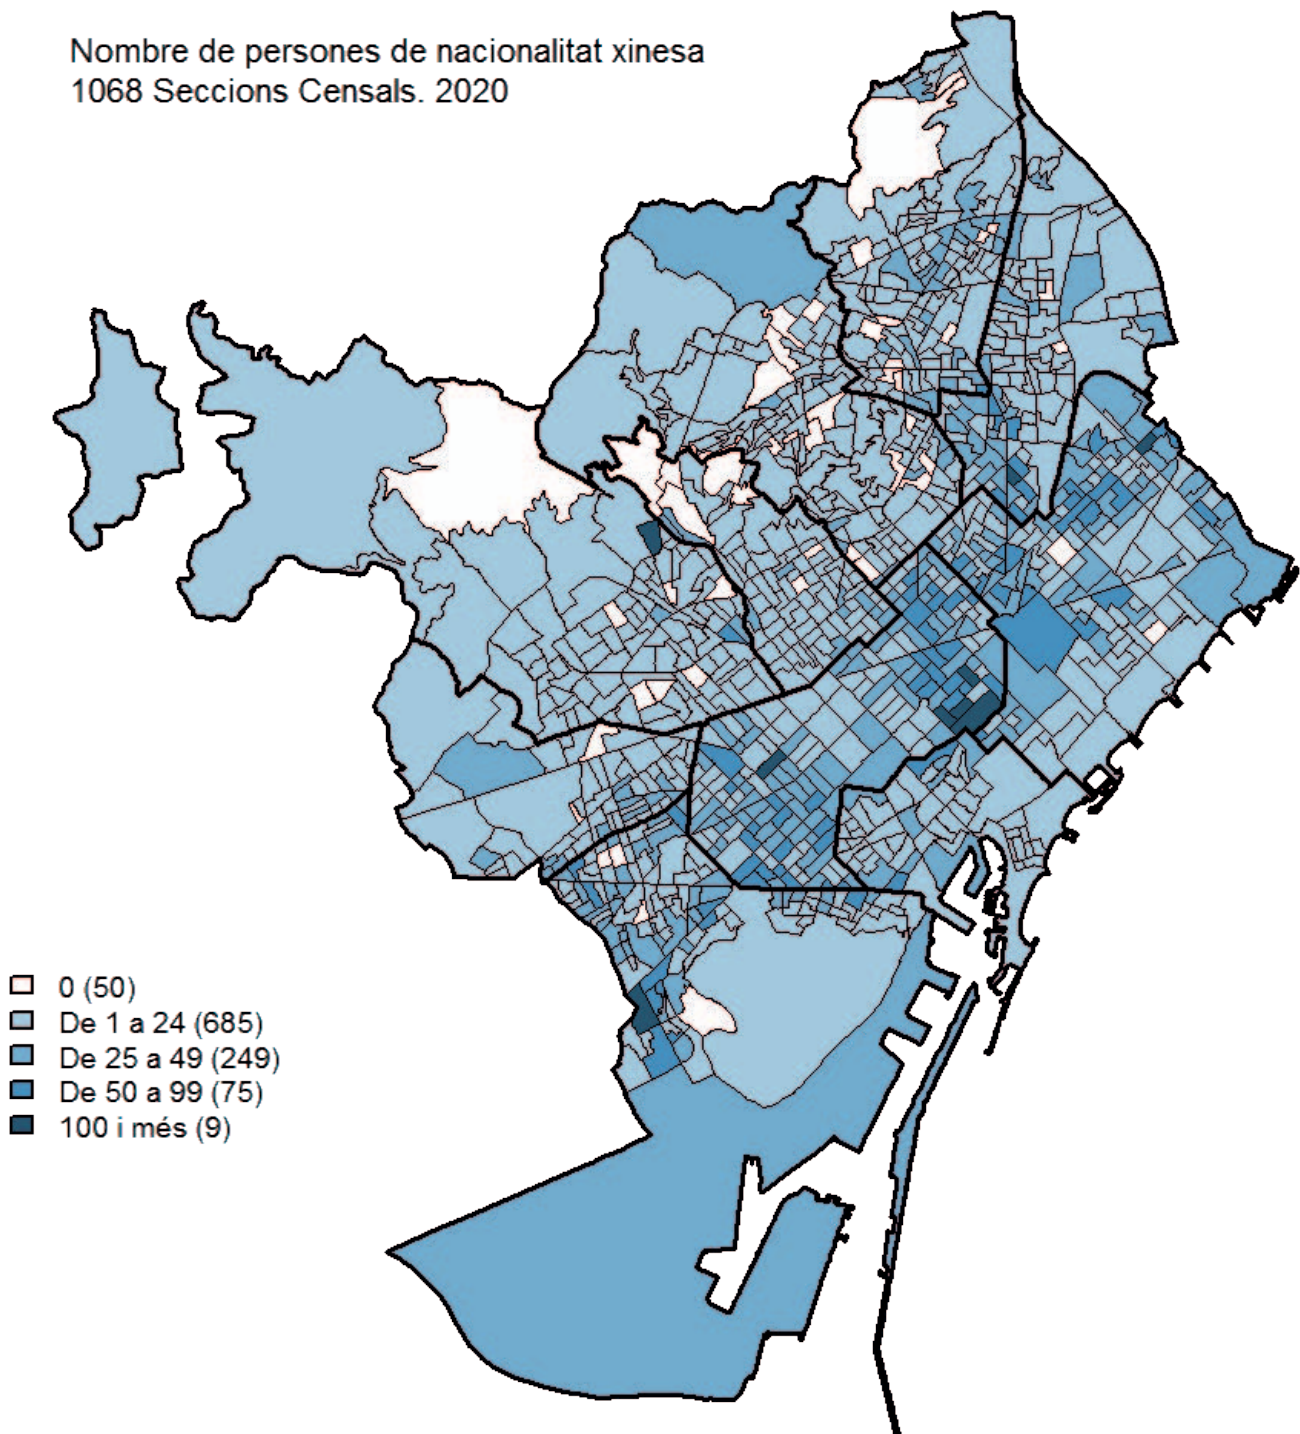 Nombre de persones de nacionalitat xinesa
1068 Seccions Censals. 2020
0 (50)
De 1 a 24 (685)
De 25 a 49 (249)
De 50 a 99 (75)
100 i més (9)